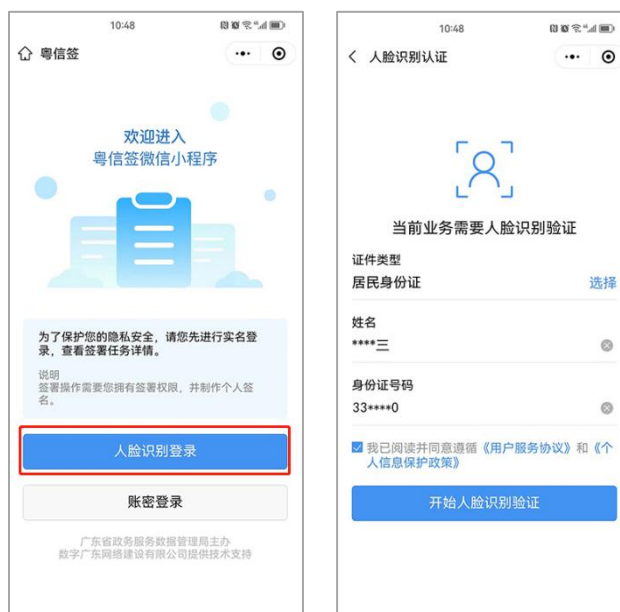 10:48
粤信签
欢迎进入
粤信签微信小程序
为了保护您的隐私安全，请您先进行实名登
录，查看签署任务详情。
说明
签署操作需要您拥有签署权限，并制作个人签
名。
人脸识别登录
账密登录
广东省政务服务数据管理局主办
数字广东网络建设有限公司提供技术支持
10:48
人脸识别认证
当前业务需要人脸识别验证
证件类型
居民身份证 选择
姓名
****三
身份证号码
33****0
我已阅读并同意遵循《用户服务协议》和《个
人信息保护政策》
开始人脸识别验证